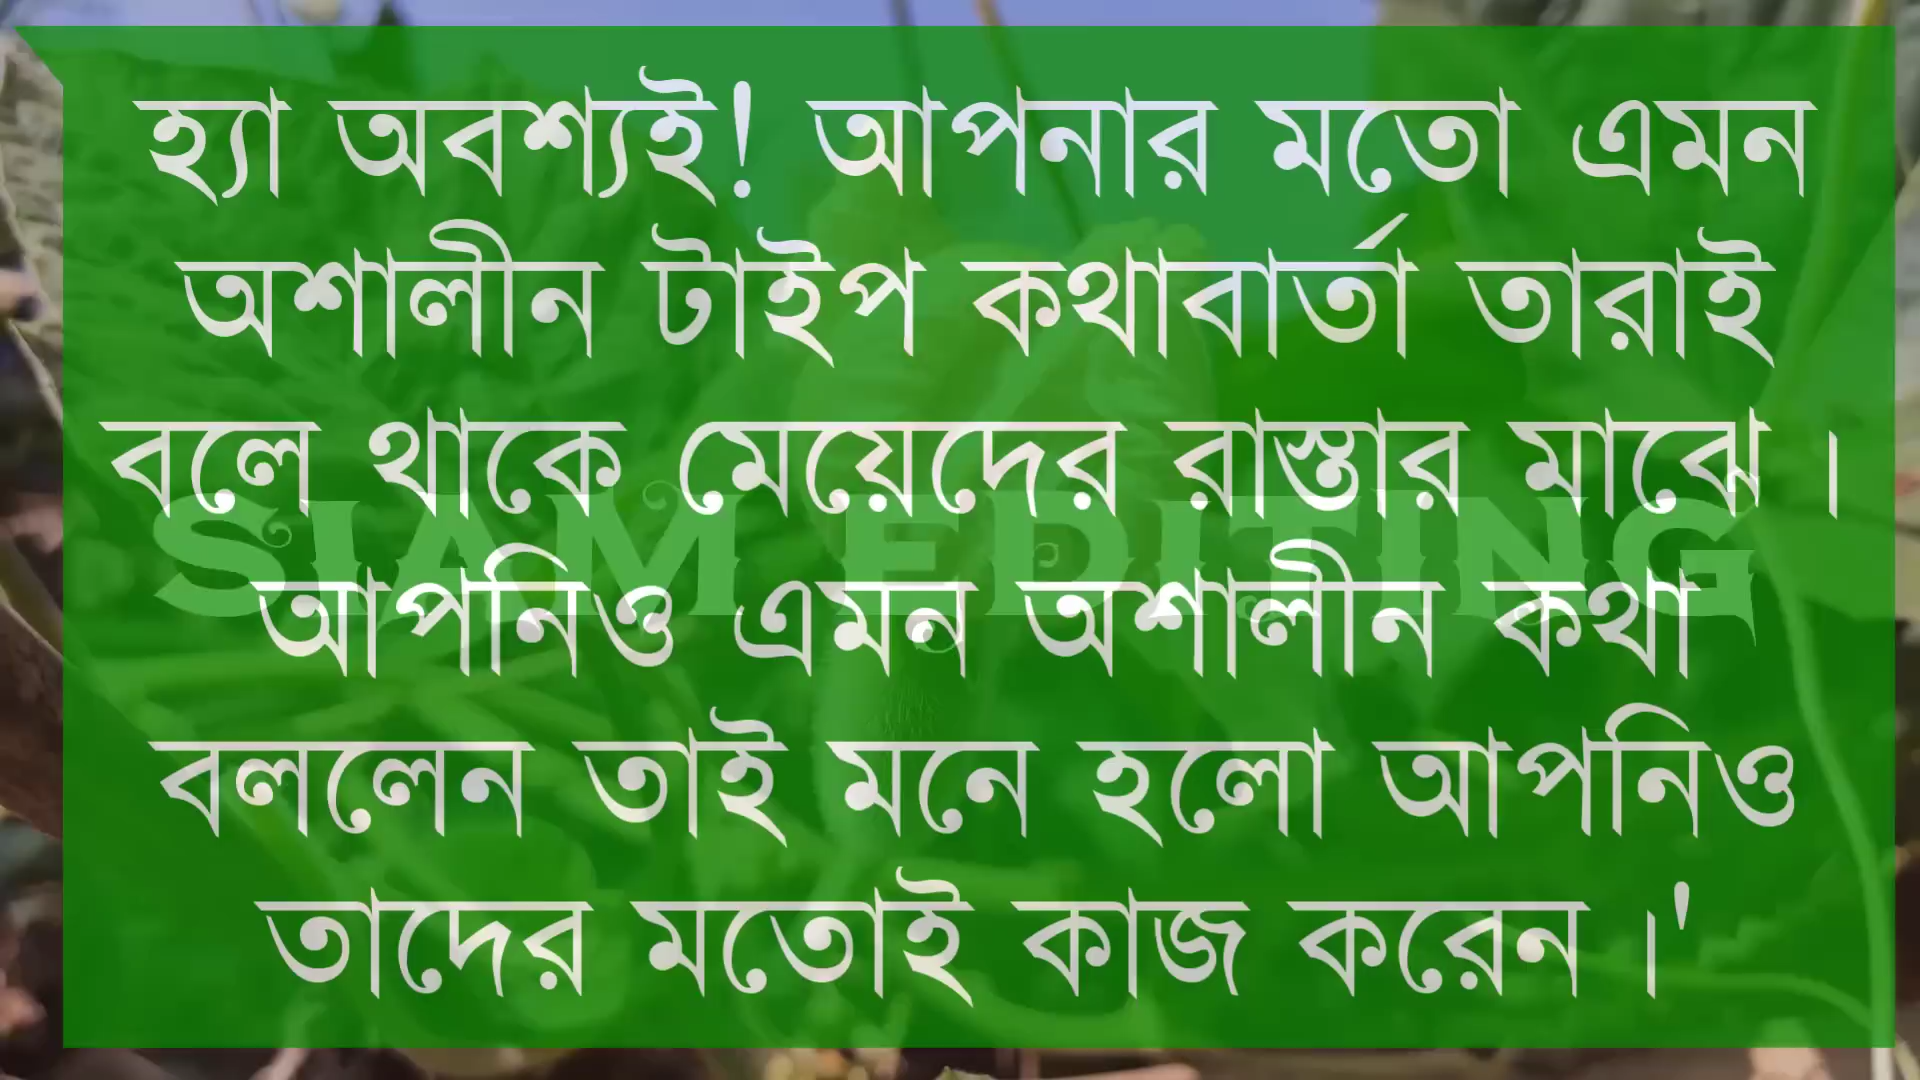 হ্যা অবশ্যই! আপনার মতো এমন
অশালীন টাইপ কথাবার্তা তারাই
বলে থাকে মেয়েদের রাস্তার মাঝে ।
SIAM EDITING
আপনিও এমন অশালীন কথা
বললেন তাই মনে হলো আপনিও
তাদের মতোই কাজ করেন ।'